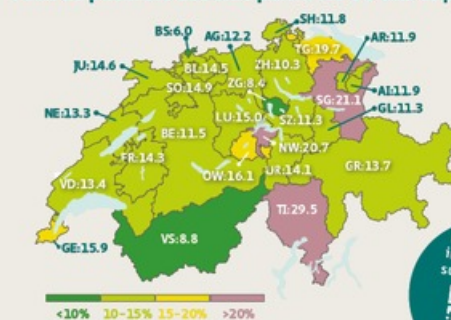 SH:11.8
BS:6.0
AG:12.2
AR:11.9
TG:19.7
JU:14.6
BL:14.5
ZH:10.3
ZG:8.4
SO:14.9
AI:11.9
SG:21.1
GL:11.3
NE:13.3
LU:15.0
SZ:11.3
BE:11.5
NW:20.7
FR:14.3
OW:16.1
UR:14.1
GR:13.7
VD:13.4
TI:29.5
GE:15.9
VS:8.8
<10% 10–15% 15–20% >20%